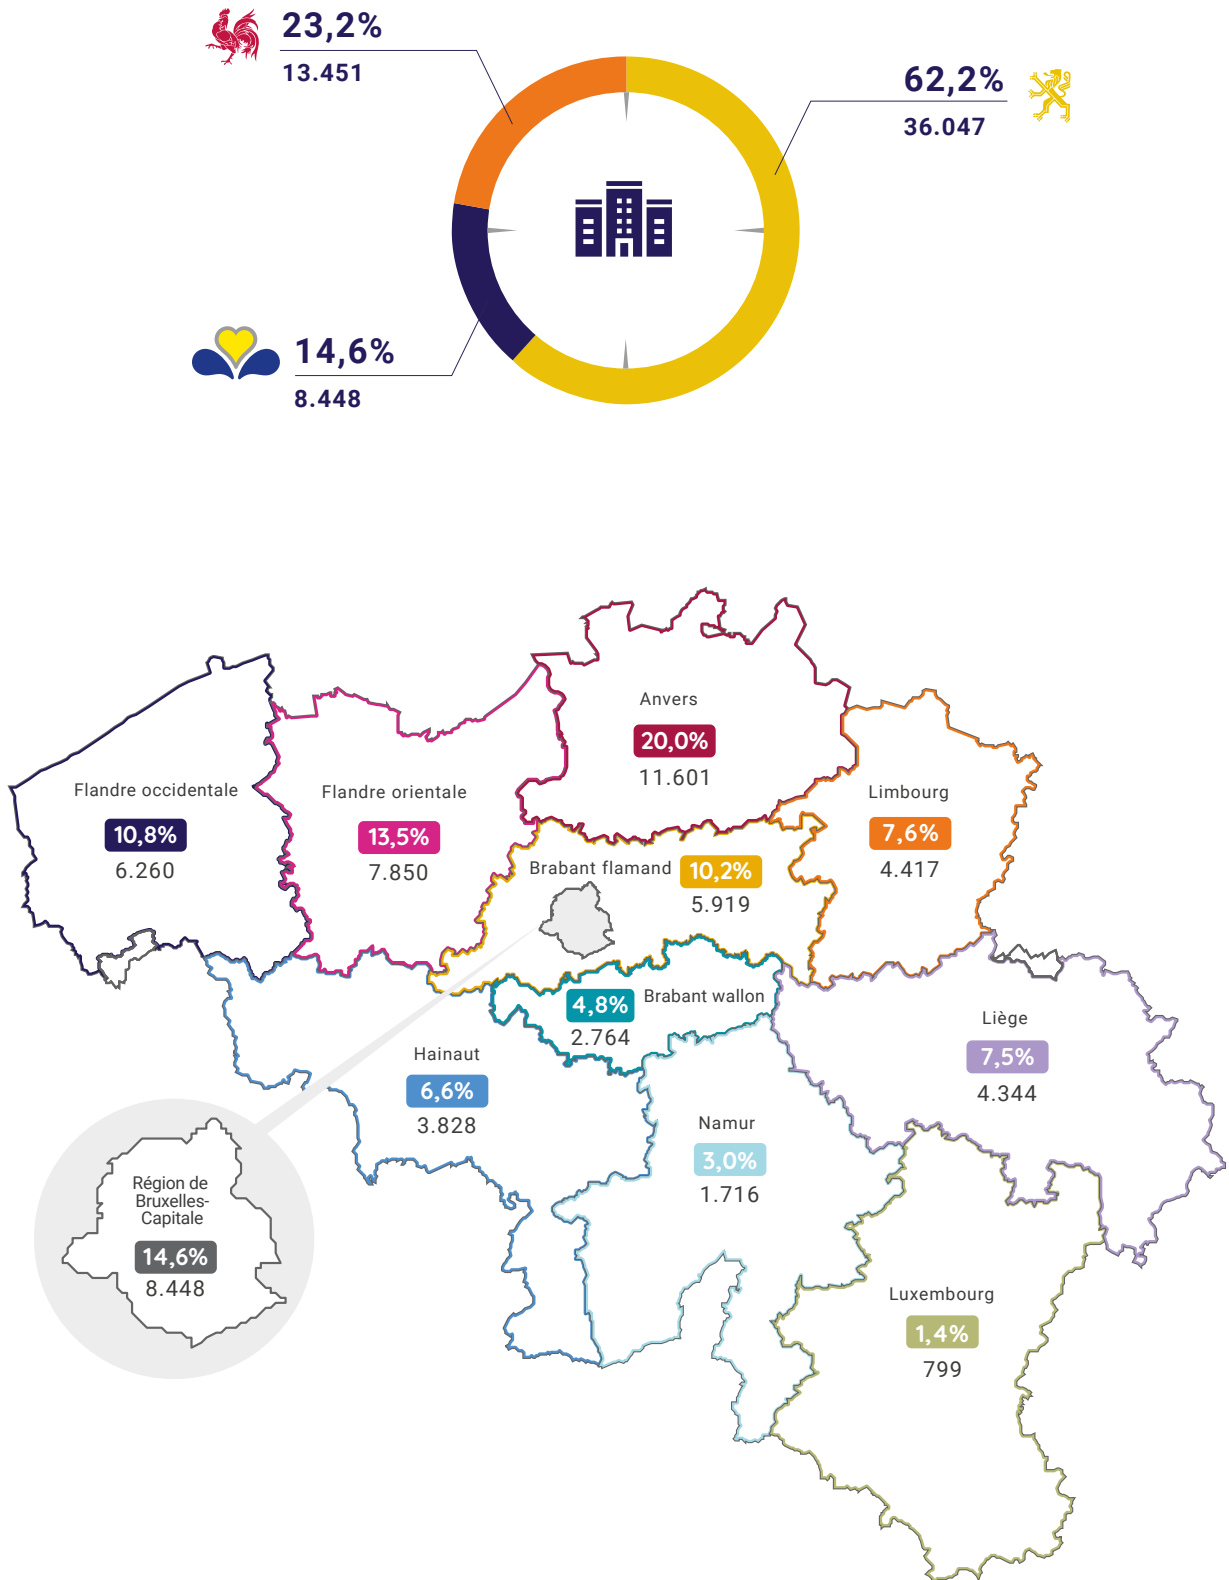 23,2%
13.451
62,2%
36.047
14,6%
8.448
Anvers
20,0%
11.601
Flandre occidentale
10,8%
6.260
Flandre orientale
13,5%
7.850
Limbourg
7,6%
4.417
Brabant flamand
10,2%
5.919
4,8%
Brabant wallon
2.764
Liège
7,5%
4.344
Hainaut
6,6%
3.828
Namur
3,0%
1.716
Région de
Bruxelles-
Capitale
14,6%
8.448
Luxembourg
1,4%
799